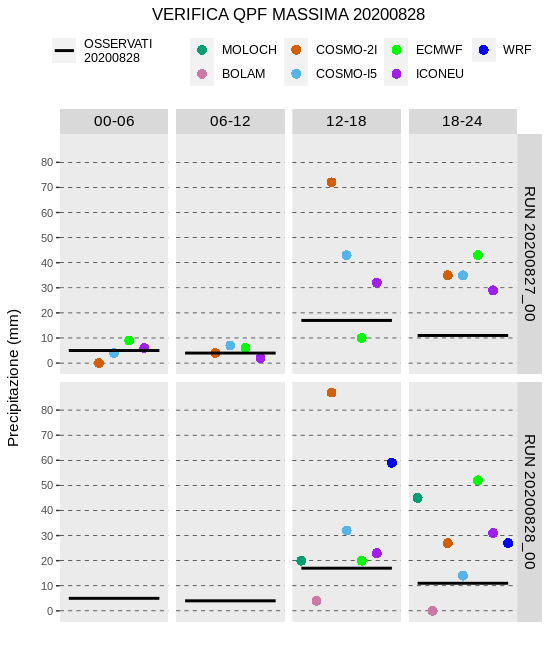 VERIFICA QPF MASSIMA 20200828
OSSERVATI
20200828
MOLOCH
COSMO-2I
ECMWF
WRF
BOLAM
COSMO-I5
ICONEU
00-06
06-12
12-18
18-24
80
70
60
50
40
30
20
10
0
RUN 20200827_00
Precipitazione (mm)
80
70
60
50
40
30
20
10
0
RUN 20200828_00